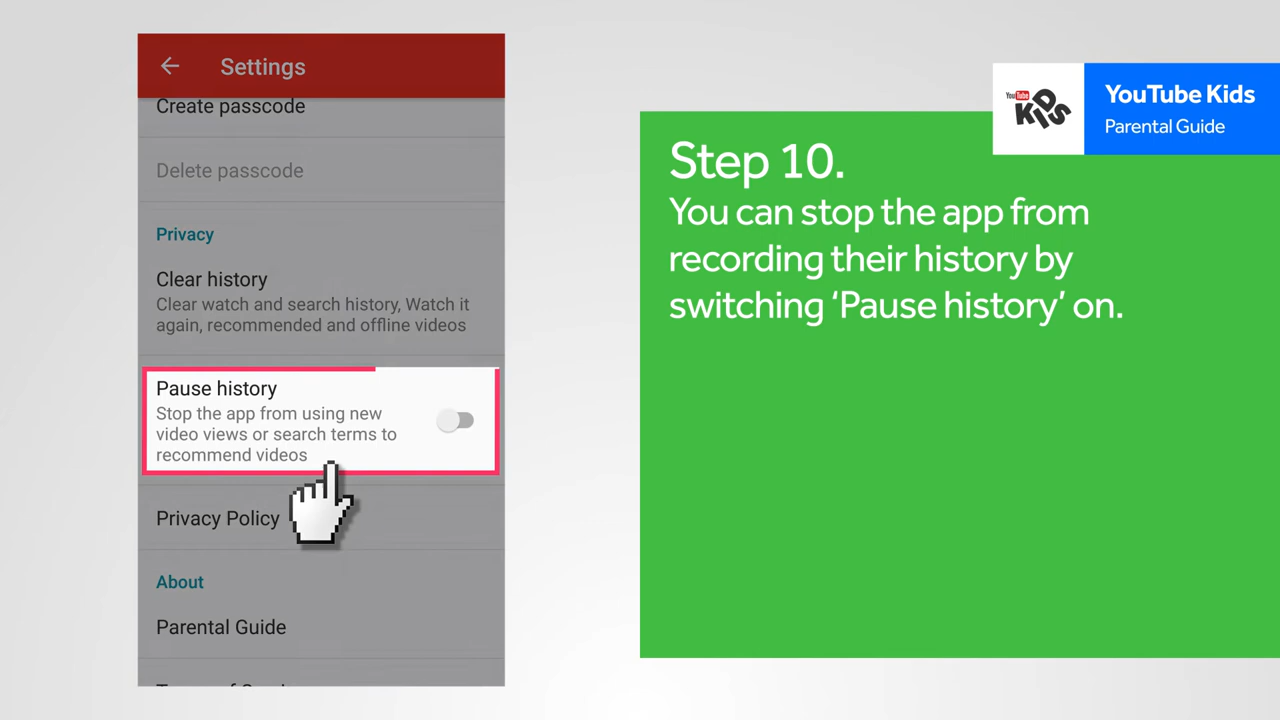 Settings
Create passcode
Delete passcode
Privacy
Clear history
Clear watch and search history, Watch it
again, recommended and offline videos
Pause history
Stop the app from using new
video views or search terms to
recommend videos
Privacy Policy
About
Parental Guide
YouTube
KIDS
YouTube Kids
Parental Guide
Step 10.
You can stop the app from
recording their history by
switching ‘Pause history’ on.